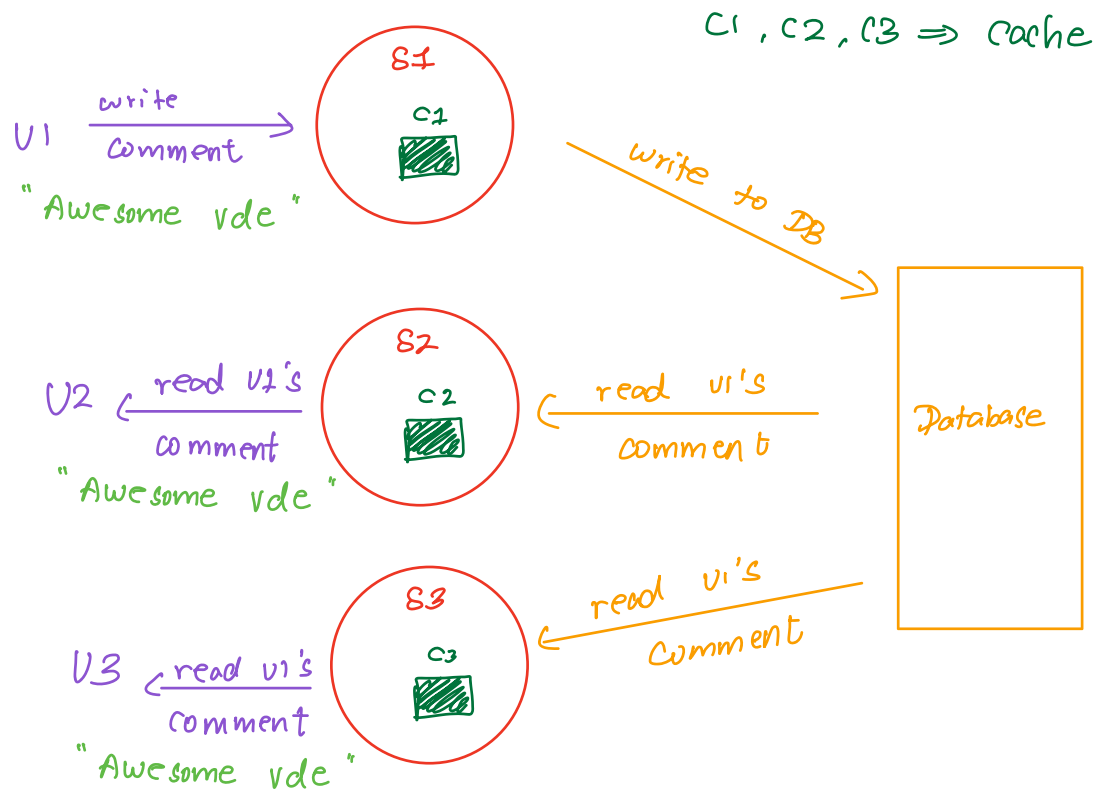 C1, C2, C3 ⇒ Cache
S1
C1
U1
write
comment
"Awesome vde"
write to DB
S2
C2
U2
read U1's
comment
"Awesome vde"
read U1's
comment
Database
S3
C3
U3
read U1's
comment
"Awesome vde"
read U1's
comment